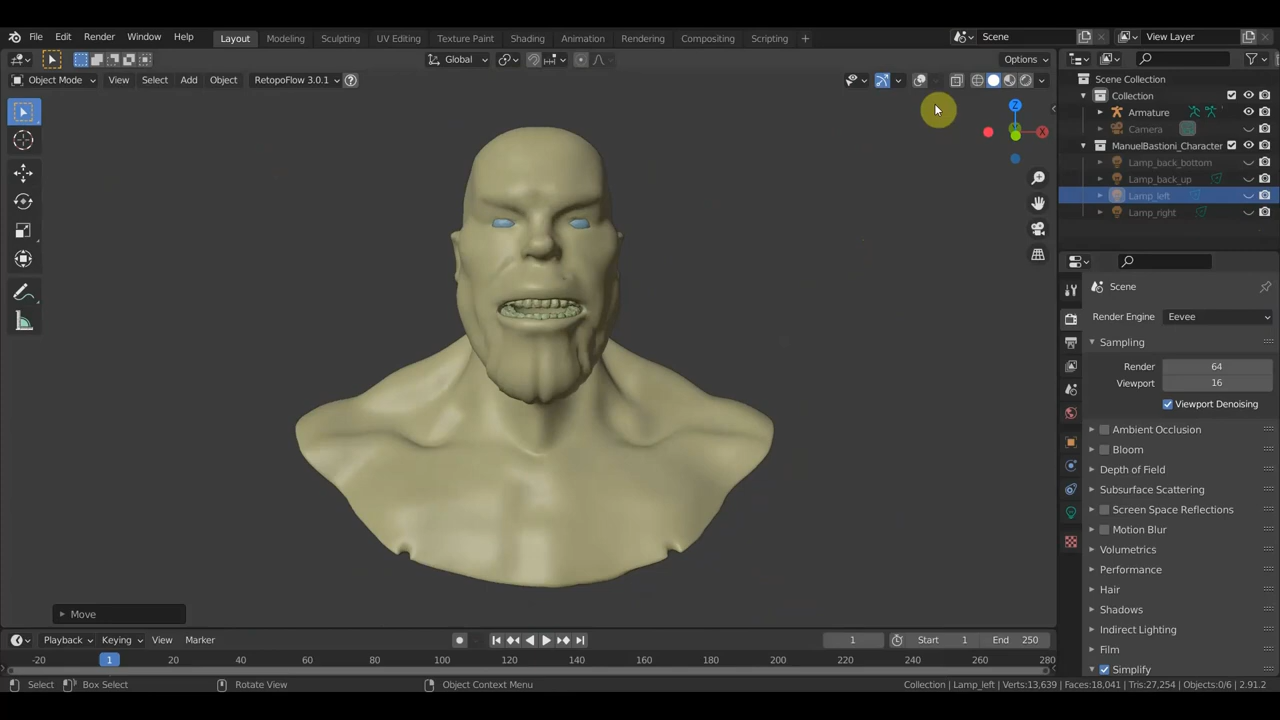 File Edit Render Window Help Layout Modeling Sculpting UV Editing Texture Paint Shading Animation Rendering Compositing Scripting + Scene View Layer
Global Options
Object Mode View Select Add Object RetopoFlow 3.0.1
Scene Collection
Collection
Armature
Camera
ManuelBastioni_Character
Lamp_back_bottom
Lamp_back_up
Lamp_left
Lamp_right
Scene
Render Engine Eevee
Sampling
Render 64
Viewport 16
Viewport Denoising
Ambient Occlusion
Bloom
Depth of Field
Subsurface Scattering
Screen Space Reflections
Motion Blur
Volumetrics
Performance
Hair
Shadows
Indirect Lighting
Film
Simplify
X
Z
Move
Playback Keying View Marker 1 Start 1 End 250
-20 1 20 40 60 80 100 120 140 160 180 200 220 240 260 280
Select Box Select Rotate View Object Context Menu Collection | Lamp_left | Verts:13,639 | Faces:18,041 | Tris:27,254 | Objects:0/6 | 2.91.2